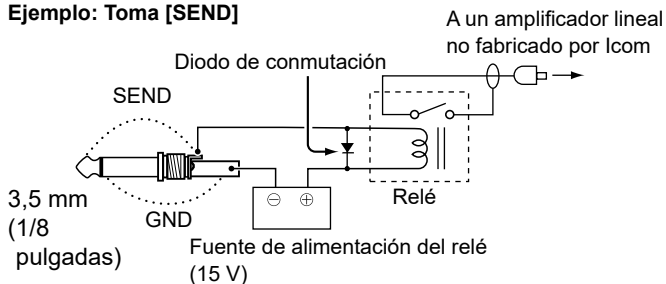 Ejemplo: Toma [SEND]
A un amplificador lineal
no fabricado por Icom
Diodo de conmutación
SEND
3,5 mm
(1/8
pulgadas)
GND
⊖ ⊕
Relé
Fuente de alimentación del relé
(15 V)